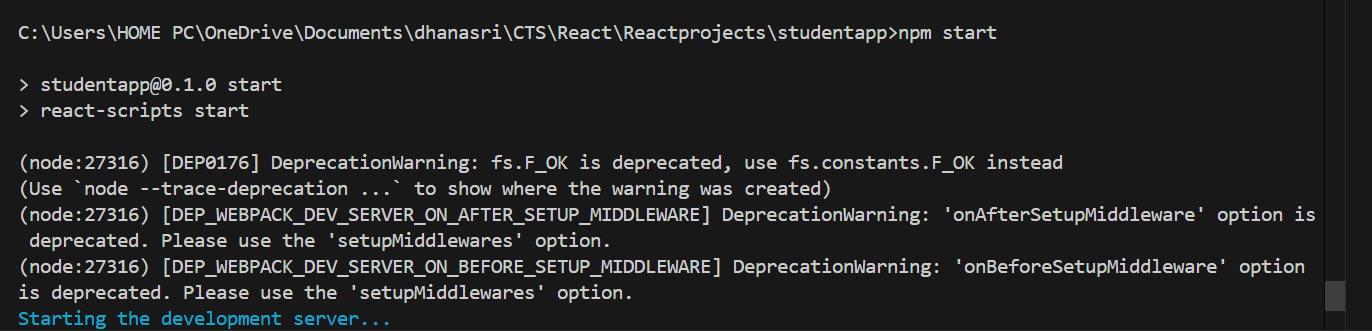 C:\Users\HOME PC\OneDrive\Documents\dhanasri\CTS\React\Reactprojects\studentapp>npm start
> studentapp@0.1.0 start
> react-scripts start
(node:27316) [DEP0176] DeprecationWarning: fs.F_OK is deprecated, use fs.constants.F_OK instead
(Use `node --trace-deprecation ...` to show where the warning was created)
(node:27316) [DEP_WEBPACK_DEV_SERVER_ON_AFTER_SETUP_MIDDLEWARE] DeprecationWarning: 'onAfterSetupMiddleware' option is
deprecated. Please use the 'setupMiddlewares' option.
(node:27316) [DEP_WEBPACK_DEV_SERVER_ON_BEFORE_SETUP_MIDDLEWARE] DeprecationWarning: 'onBeforeSetupMiddleware' option
is deprecated. Please use the 'setupMiddlewares' option.
Starting the development server...